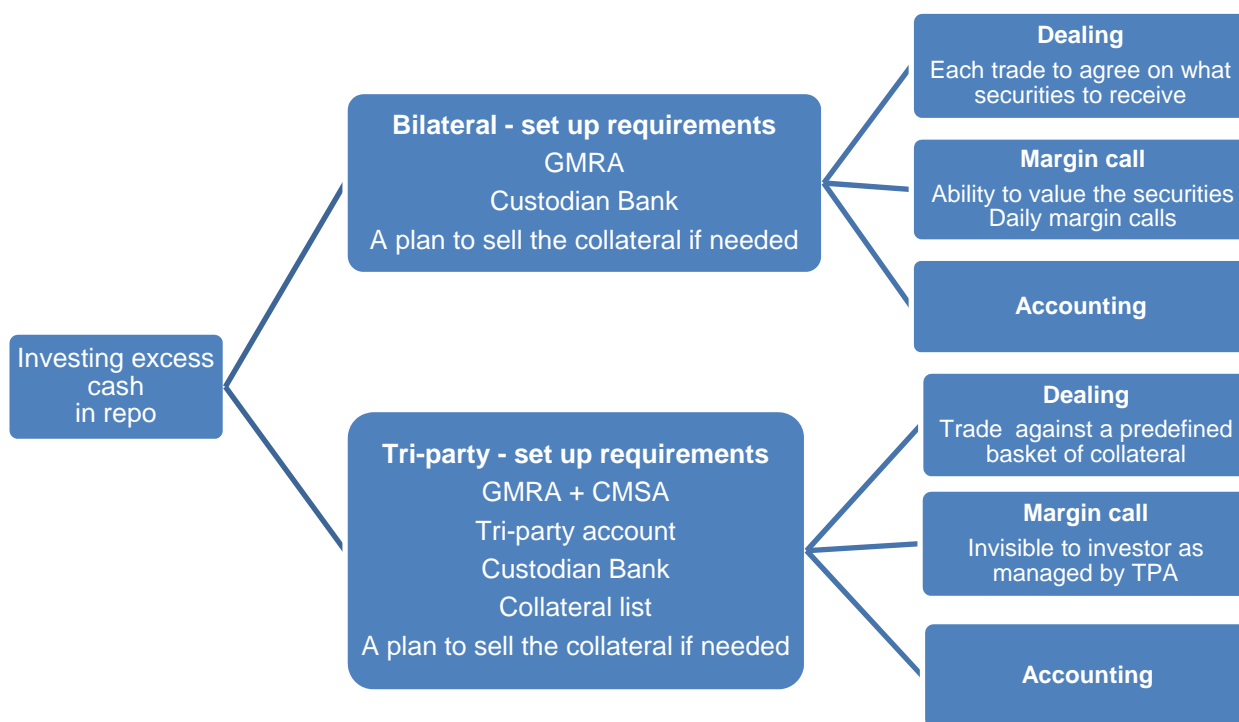 Investing excess
cash
in repo
Bilateral - set up requirements
GMRA
Custodian Bank
A plan to sell the collateral if needed
Dealing
Each trade to agree on what
securities to receive
Margin call
Ability to value the securities
Daily margin calls
Accounting
Tri-party - set up requirements
GMRA + CMSA
Tri-party account
Custodian Bank
Collateral list
A plan to sell the collateral if needed
Dealing
Trade against a predefined
basket of collateral
Margin call
Invisible to investor as
managed by TPA
Accounting